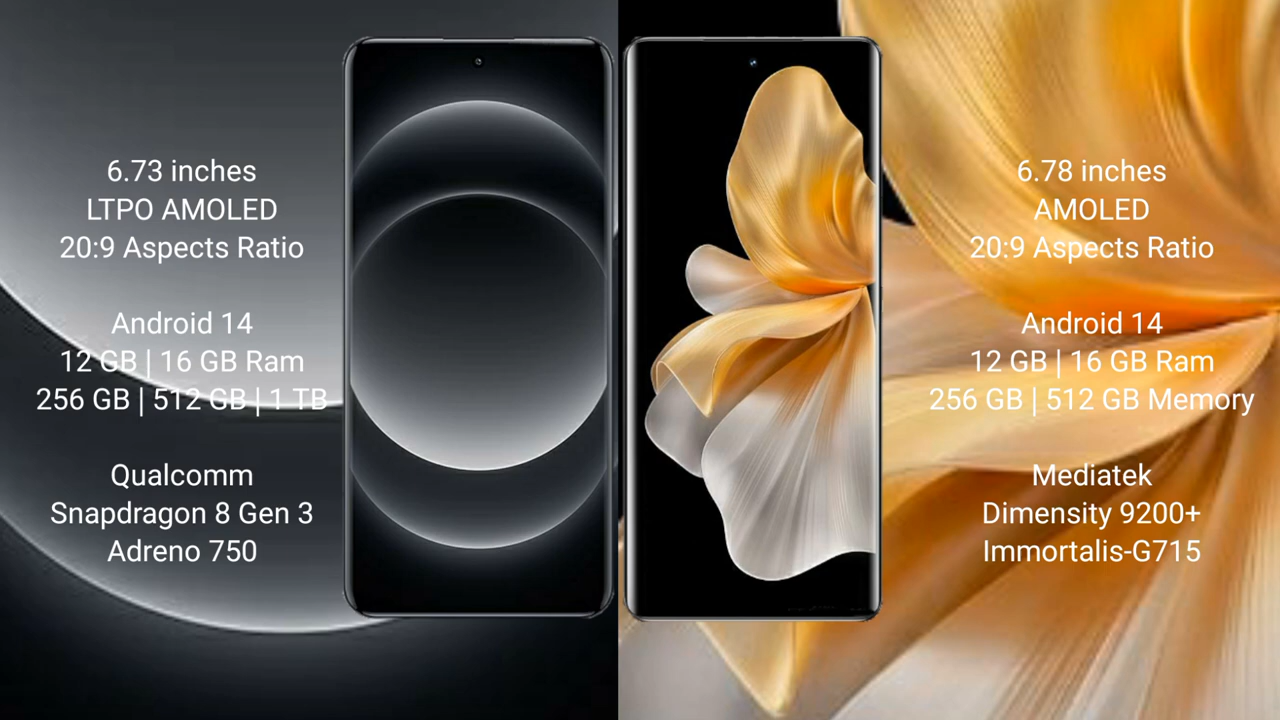 6.73 inches
LTPO AMOLED
20:9 Aspects Ratio
Android 14
12 GB | 16 GB Ram
256 GB | 512 GB | 1 TB
Qualcomm
Snapdragon 8 Gen 3
Adreno 750
6.78 inches
AMOLED
20:9 Aspects Ratio
Android 14
12 GB | 16 GB Ram
256 GB | 512 GB Memory
Mediatek
Dimensity 9200+
Immortalis-G715